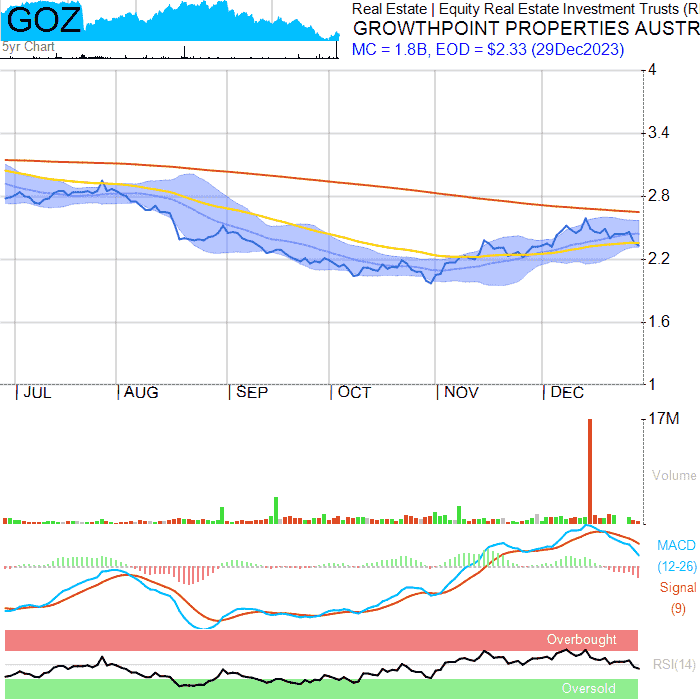 GOZ
5yr Chart
Real Estate | Equity Real Estate Investment Trusts (R
GROWTHPOINT PROPERTIES AUSTR
MC = 1.8B, EOD = $2.33 (29Dec2023)
4
3.4
2.8
2.2
1.6
1
JUL AUG SEP OCT NOV DEC
17M
Volume
MACD
(12-26)
Signal
(9)
Overbought
RSI(14)
Oversold